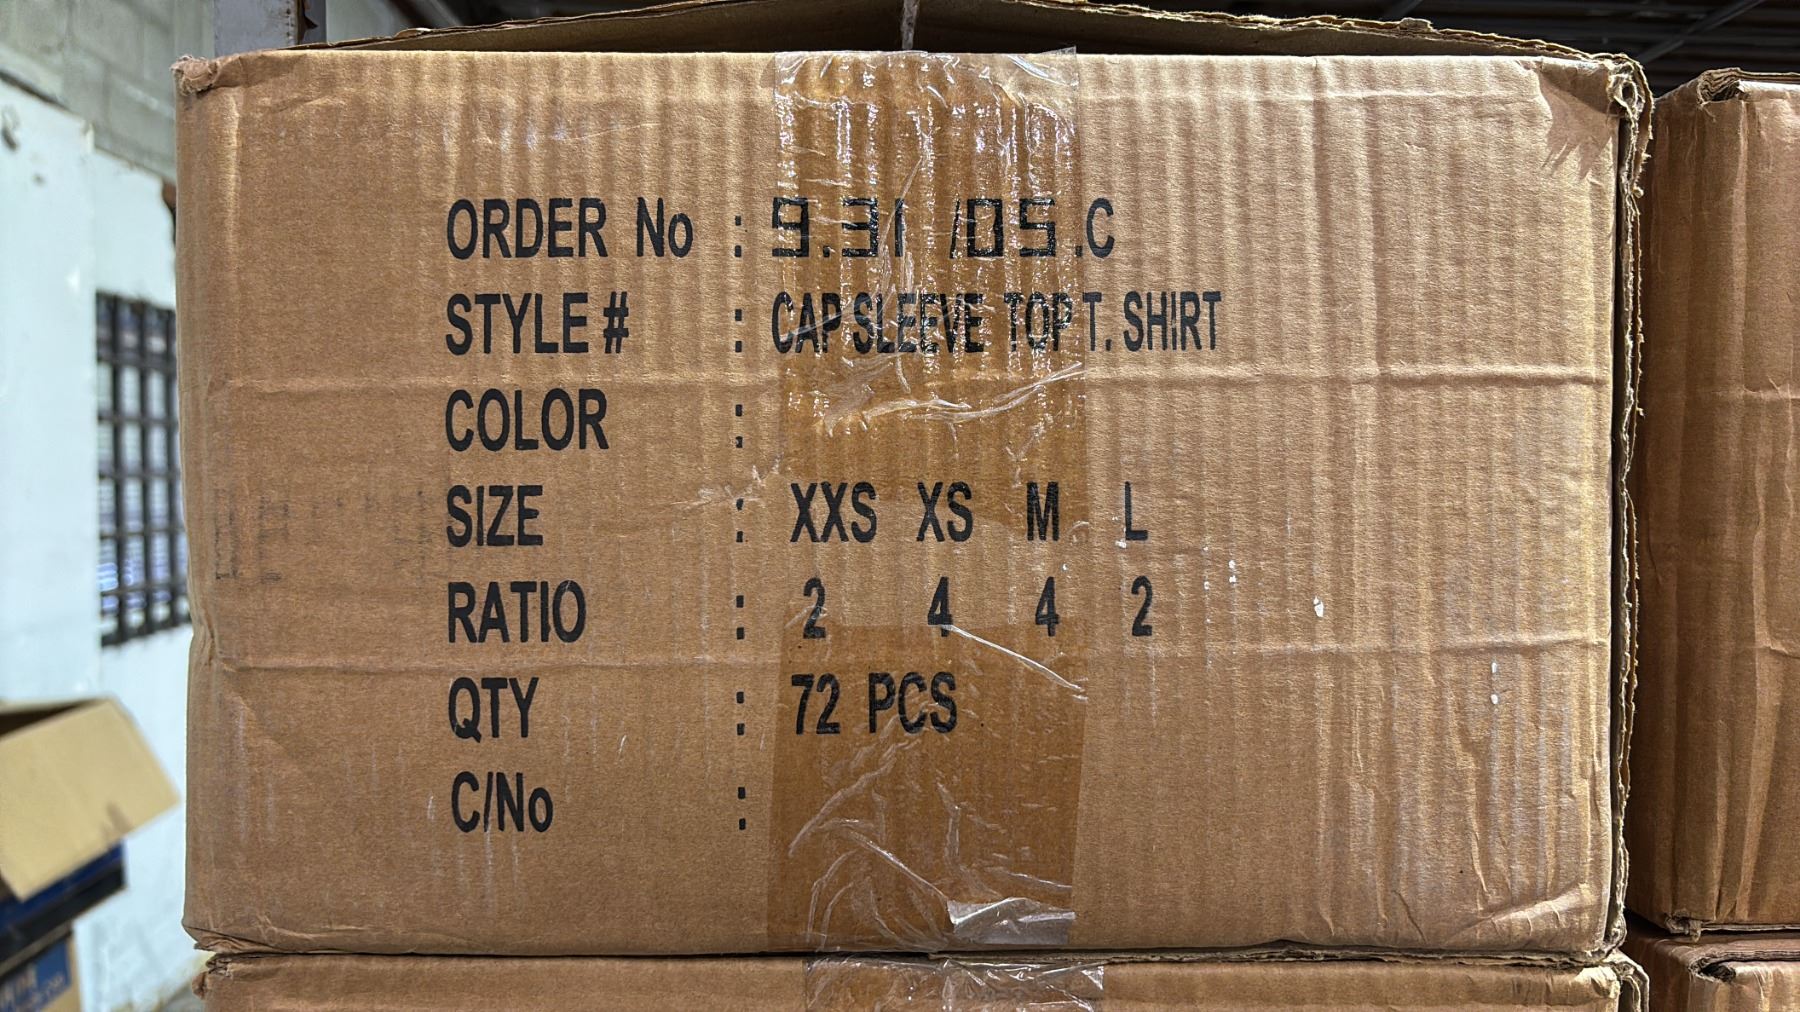 ORDER No : 9.31 /05.C
STYLE # : CAP SLEEVE TOP T. SHIRT
COLOR :
SIZE : XXS XS M L
RATIO : 2 4 4 2
QTY : 72 PCS
C/No :